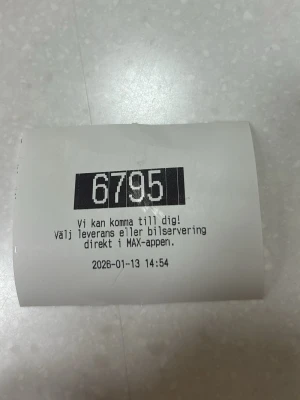 6795
Vi kan komma till dig!
Välj leverans eller bilservering
direkt i MAX-appen.
2026-01-13 14:54